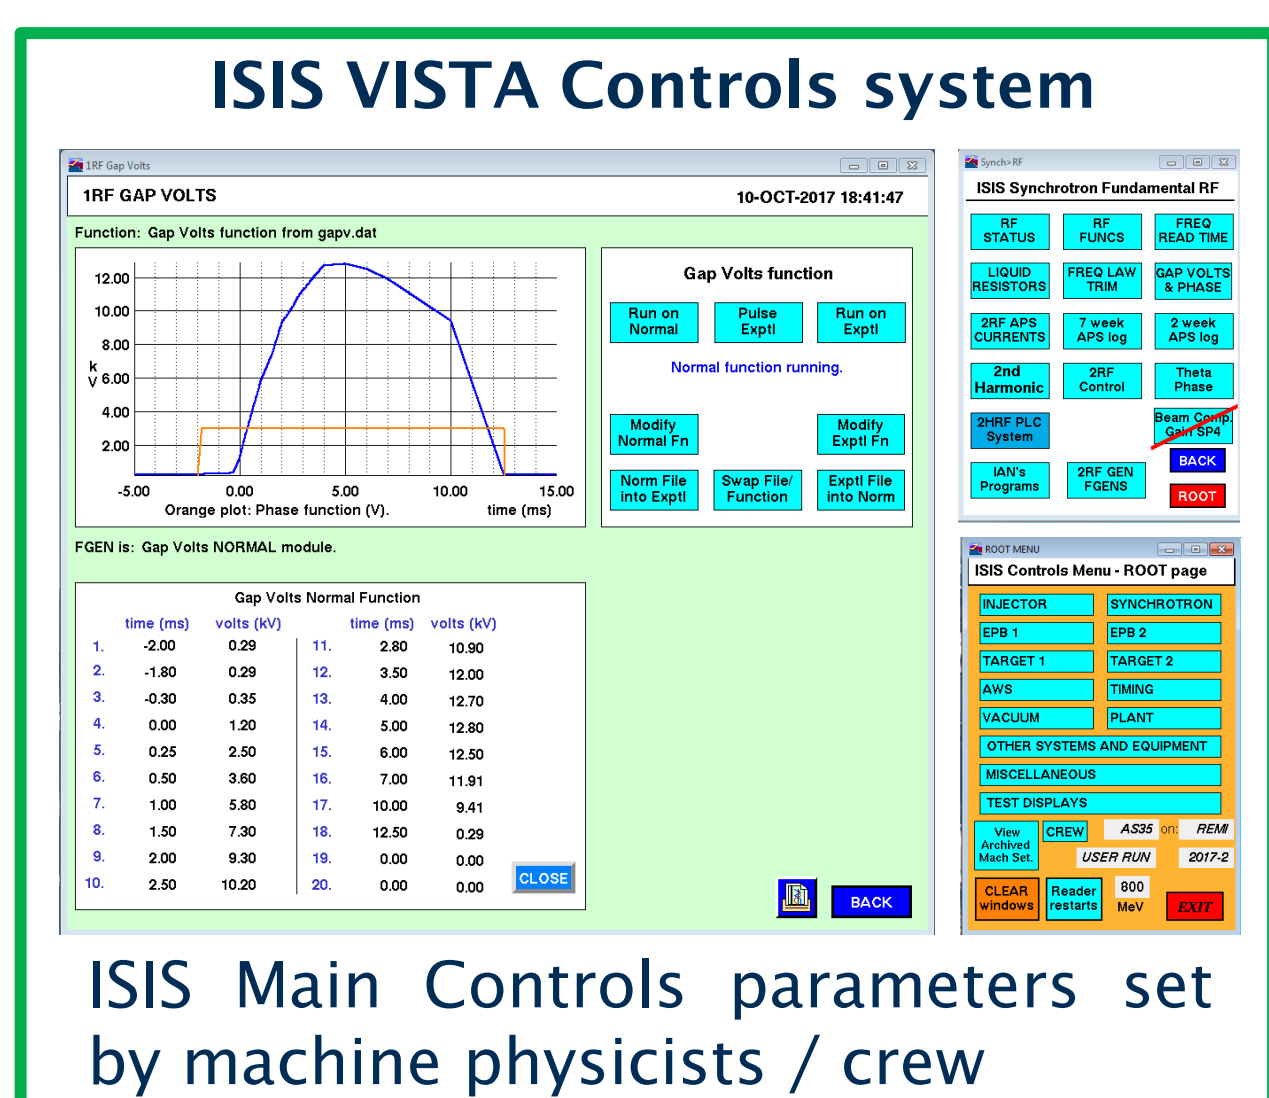 ISIS VISTA Controls system
1RF Gap Volts
1RF GAP VOLTS
10-OCT-2017 18:41:47
Function: Gap Volts function from gapv.dat
12.00
10.00
8.00
k
V 6.00
4.00
2.00
-5.00 0.00 5.00 10.00 15.00
Orange plot: Phase function (V). time (ms)
Gap Volts function
Run on Normal
Pulse Exptl
Run on Exptl
Normal function running.
Modify Normal Fn
Modify Exptl Fn
Norm File into Exptl
Swap File/ Function
Exptl File into Norm
FGEN is: Gap Volts NORMAL module.
Gap Volts Normal Function
time (ms) volts (kV) time (ms) volts (kV)
1. -2.00 0.29 11. 2.80 10.90
2. -1.80 0.29 12. 3.50 12.00
3. -0.30 0.35 13. 4.00 12.70
4. 0.00 1.20 14. 5.00 12.80
5. 0.25 2.50 15. 6.00 12.50
6. 0.50 3.60 16. 7.00 11.91
7. 1.00 5.80 17. 10.00 9.41
8. 1.50 7.30 18. 12.50 0.29
9. 2.00 9.30 19. 0.00 0.00
10. 2.50 10.20 20. 0.00 0.00
CLOSE
BACK
Synch>RF
ISIS Synchrotron Fundamental RF
RF STATUS
RF FUNCS
FREQ READ TIME
LIQUID RESISTORS
FREQ LAW TRIM
GAP VOLTS & PHASE
2RF APS CURRENTS
7 week APS log
2 week APS log
2nd Harmonic
2RF Control
Theta Phase
2HRF PLC System
Beam Comp. Gain SP4
BACK
IAN's Programs
2RF GEN FGENS
ROOT
ROOT MENU
ISIS Controls Menu - ROOT page
INJECTOR
SYNCHROTRON
EPB 1
EPB 2
TARGET 1
TARGET 2
AWS
TIMING
VACUUM
PLANT
OTHER SYSTEMS AND EQUIPMENT
MISCELLANEOUS
TEST DISPLAYS
View Archived Mach Set.
CREW
AS35 on: REMI
USER RUN 2017-2
CLEAR windows
Reader restarts
800
MeV
EXIT
ISIS Main Controls parameters set
by machine physicists / crew